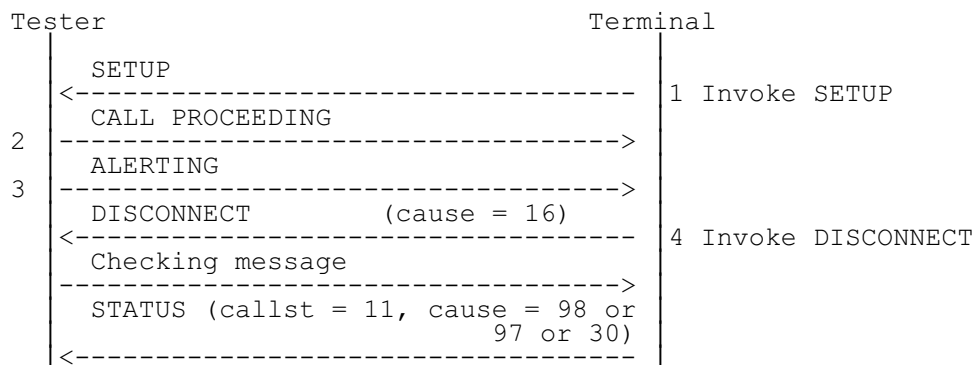 Tester Terminal
SETUP
<----------------------------------- 1 Invoke SETUP
CALL PROCEEDING
2 ----------------------------------->
ALERTING
3 ----------------------------------->
DISCONNECT (cause = 16)
<----------------------------------- 4 Invoke DISCONNECT
Checking message
----------------------------------->
STATUS (callst = 11, cause = 98 or
97 or 30)
<-----------------------------------